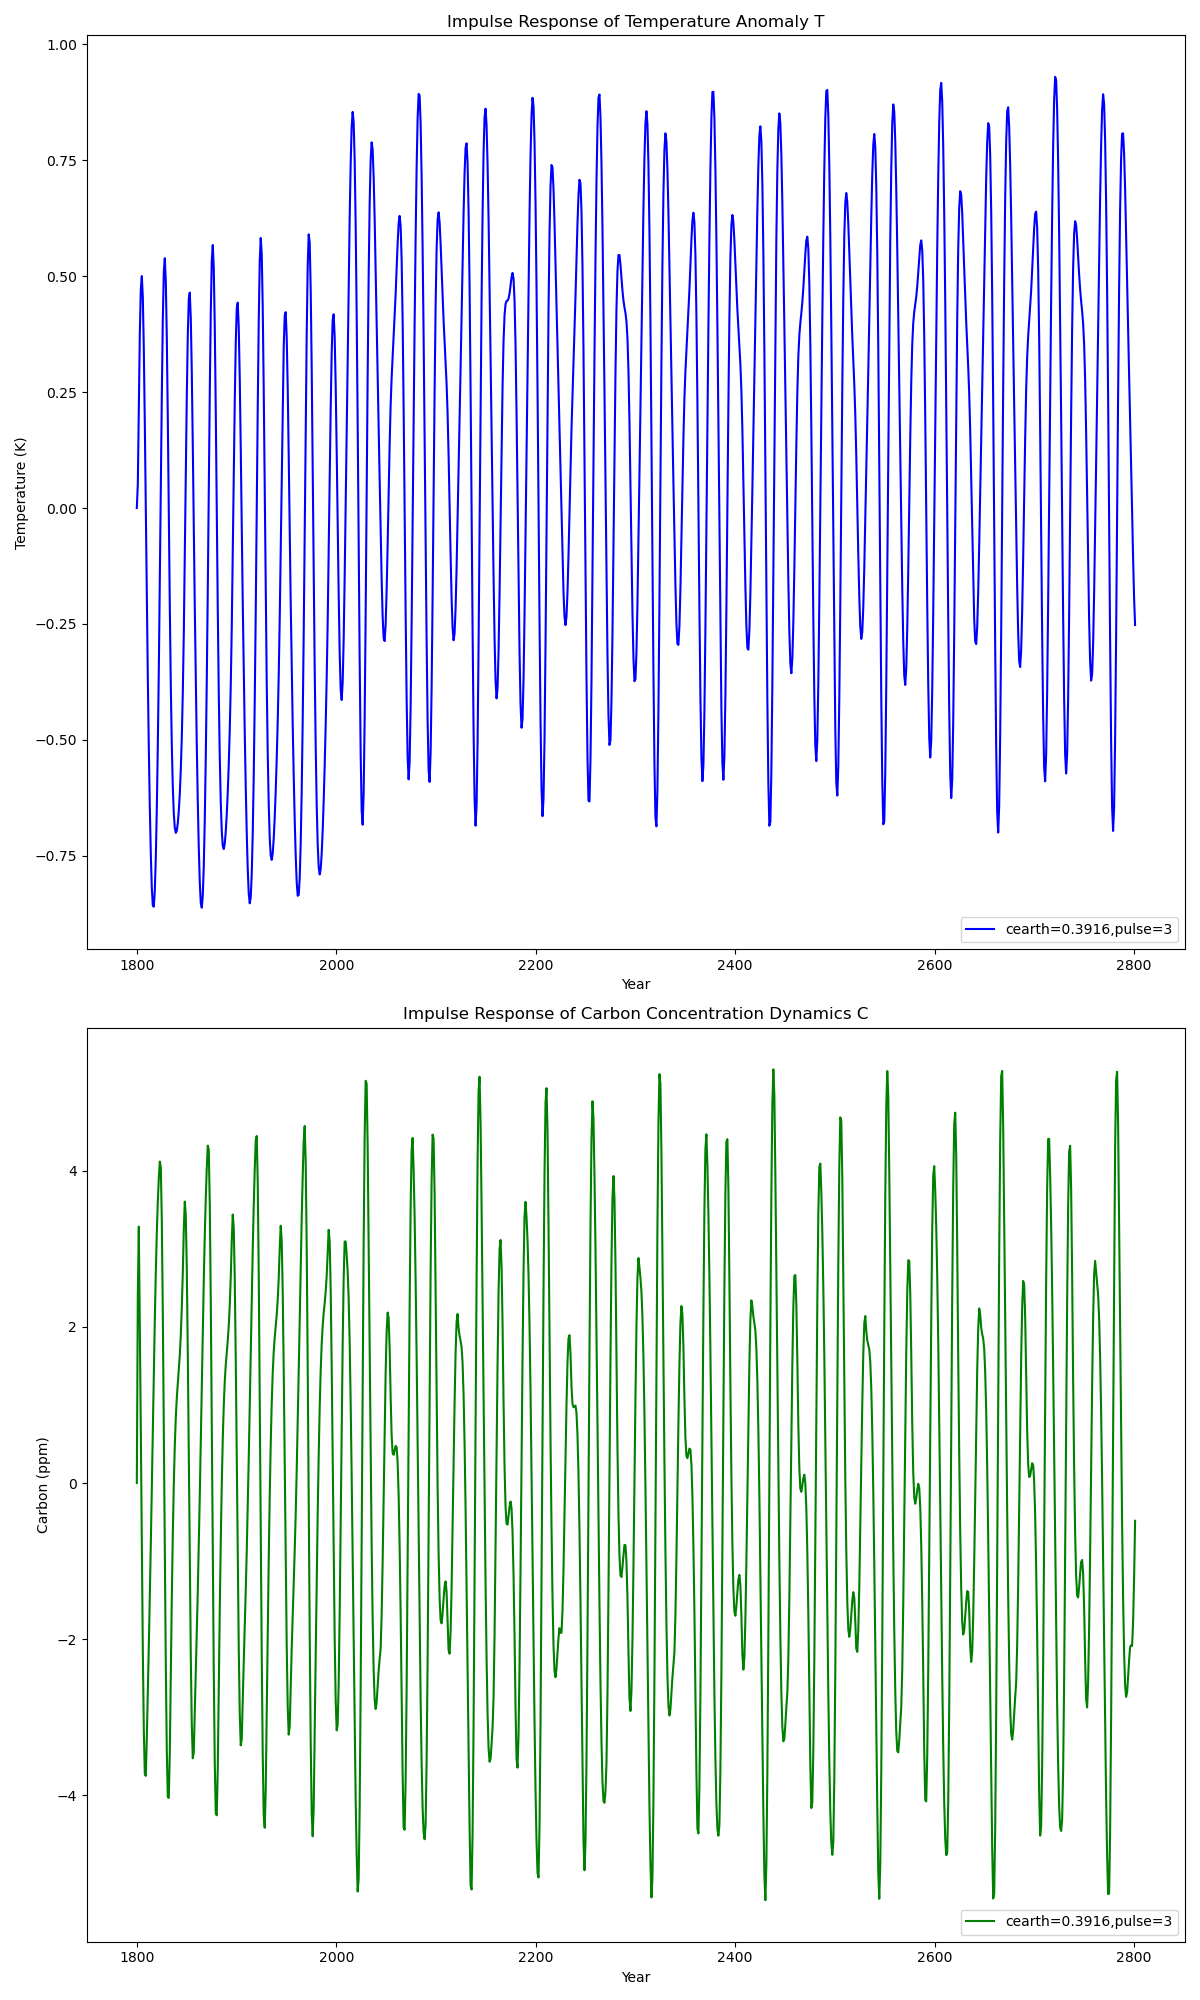 Impulse Response of Temperature Anomaly T
Temperature (K)
1.00
0.75
0.50
0.25
0.00
−0.25
−0.50
−0.75
cearth=0.3916,pulse=3
1800 2000 2200 2400 2600 2800
Year
Impulse Response of Carbon Concentration Dynamics C
Carbon (ppm)
4
2
0
−2
−4
cearth=0.3916,pulse=3
1800 2000 2200 2400 2600 2800
Year